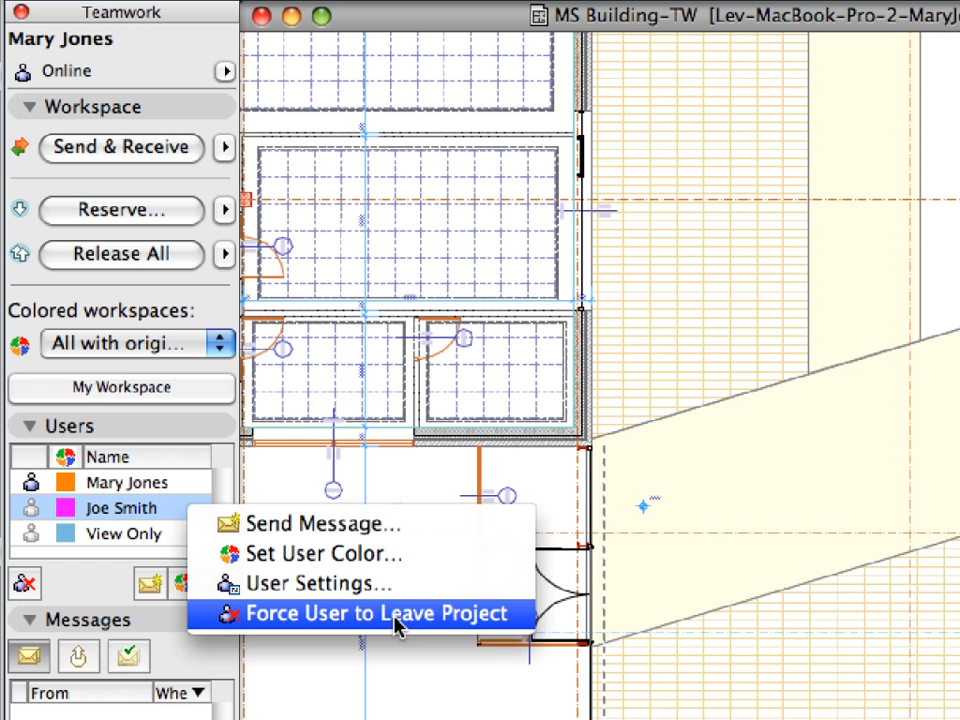 Teamwork
MS Building-TW [Lev-MacBook-Pro-2-MaryJo
Mary Jones
Online
Workspace
Send & Receive
Reserve...
Release All
Colored workspaces:
All with origi...
My Workspace
Users
Name
Mary Jones
Joe Smith
View Only
Send Message...
Set User Color...
User Settings...
Force User to Leave Project
Messages
From Whe